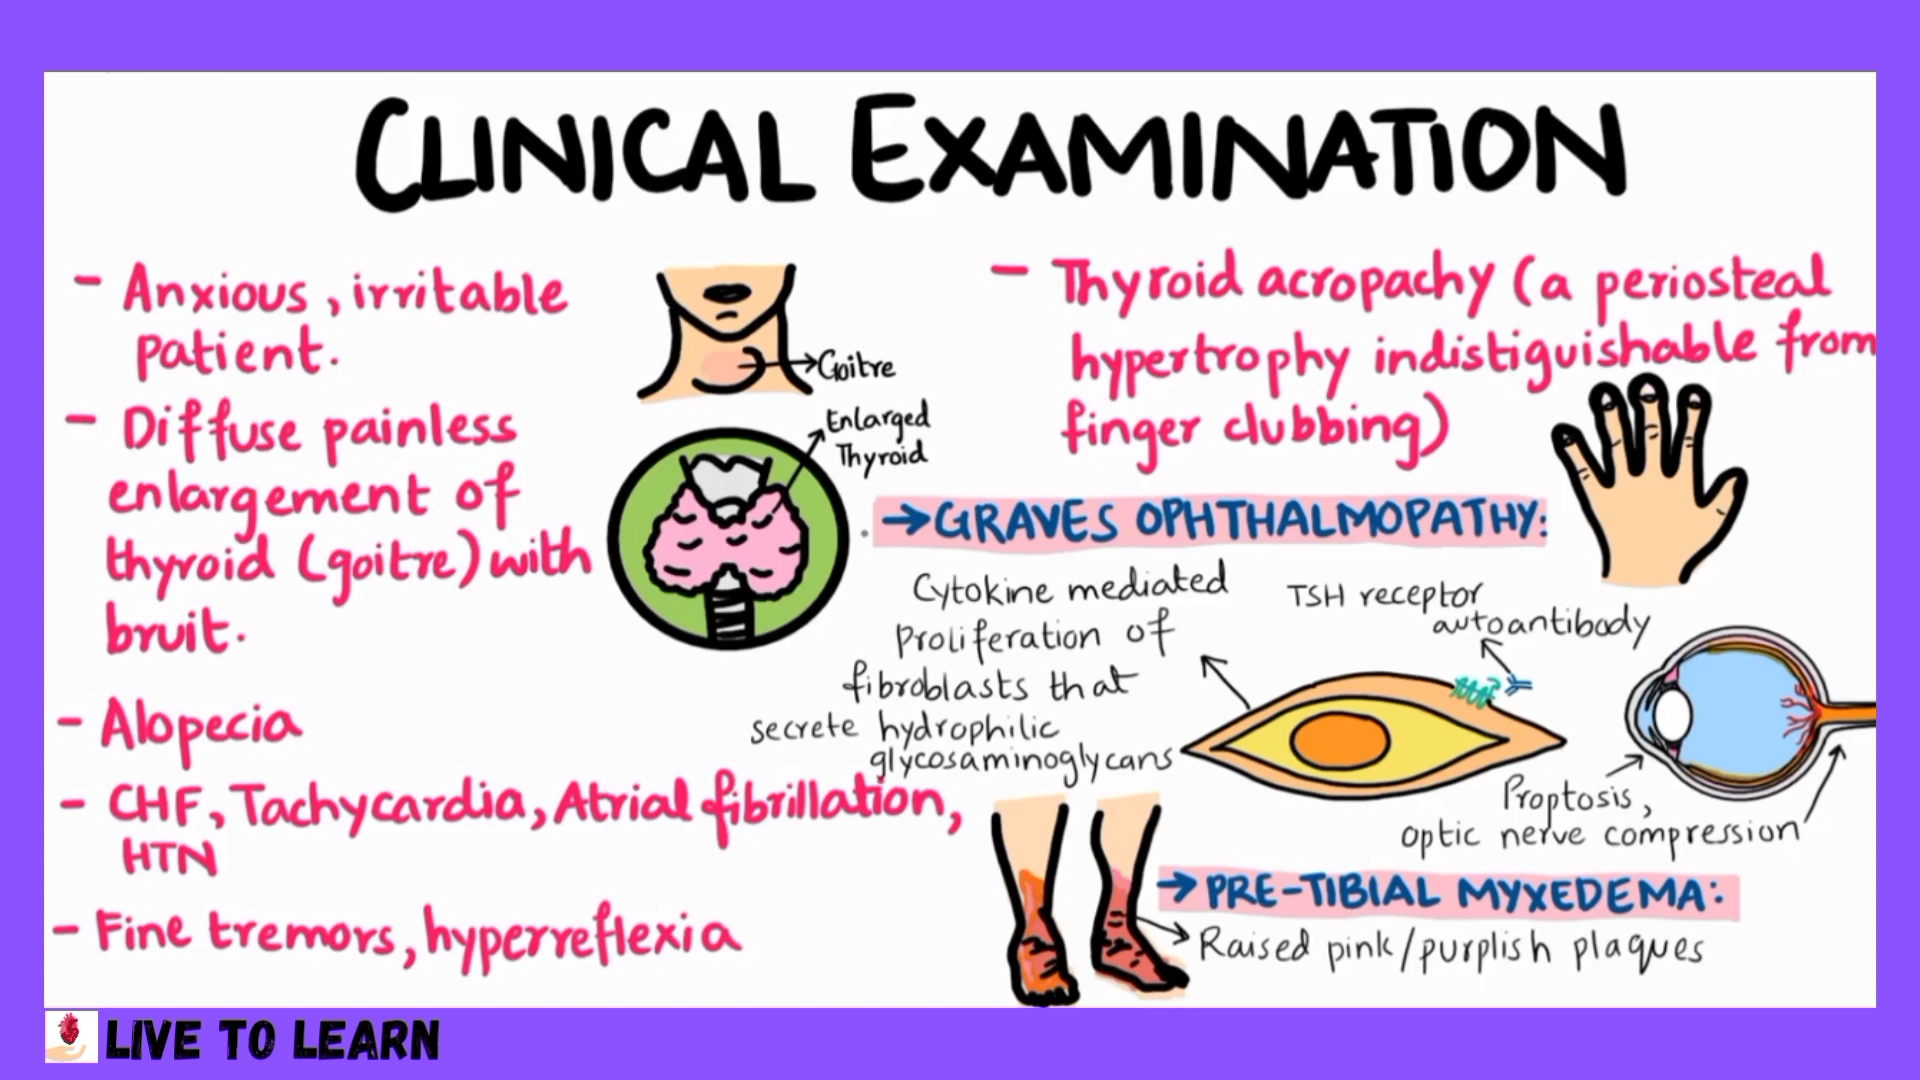 CLINICAL EXAMINATION
- Anxious, irritable
patient.
- Diffuse painless
enlargement of
thyroid (goitre) with
bruit.
- Alopecia
- CHF, Tachycardia, Atrial fibrillation,
HTN
- Fine tremors, hyperreflexia
Goitre
Enlarged
Thyroid
- Thyroid acropachy (a periosteal
hypertrophy indistiguishable from
finger clubbing)
→GRAVES OPHTHALMOPATHY:
Cytokine mediated
Proliferation of
fibroblasts that
secrete hydrophilic
glycosaminoglycans
TSH receptor
autoantibody
Proptosis,
optic nerve compression
→PRE-TIBIAL MYXEDEMA:
Raised pink/purplish plaques
LIVE TO LEARN